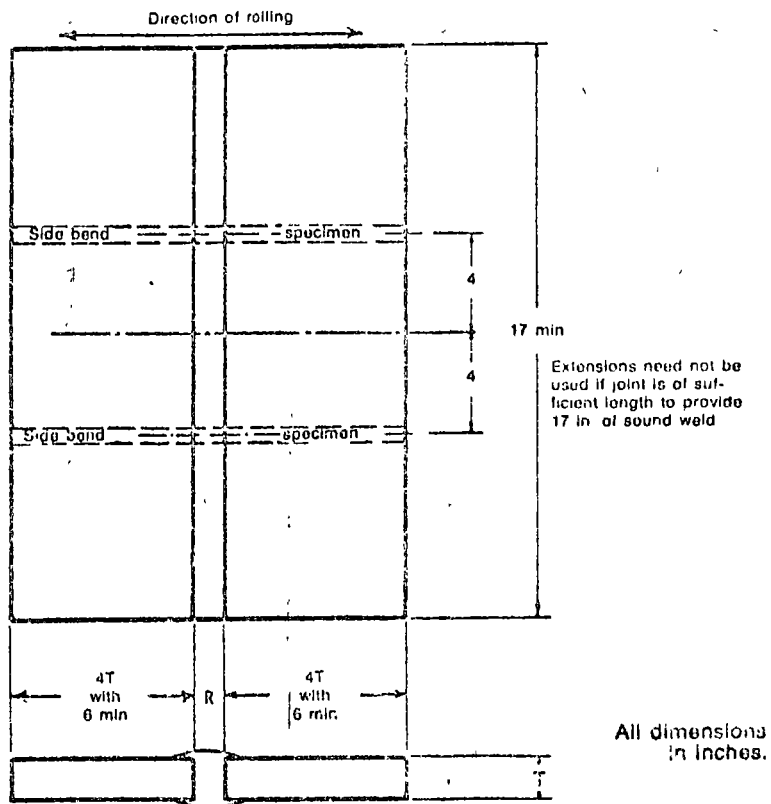 Direction of rolling
Side bend specimen
4
17 min
4
Extensions need not be
used if joint is of suf-
ficient length to provide
17 in of sound weld
Side bend specimen
4T
with
6 min
R
4T
with
6 min.
All dimensions
in inches.
T